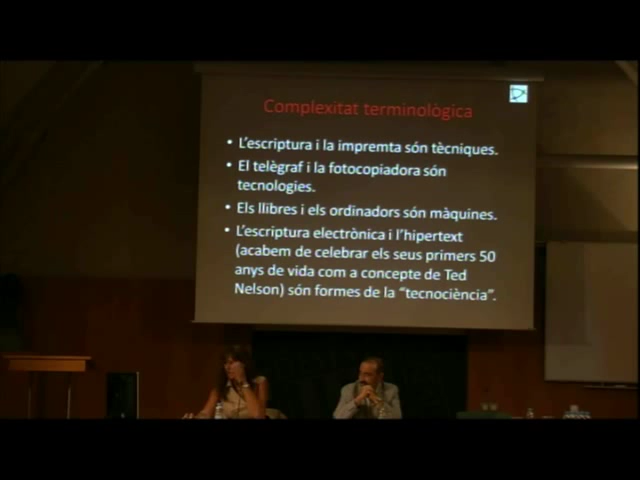 Complexitat terminològica
• L'escriptura i la impremta són tècniques.
• El telègraf i la fotocopiadora són
tecnologies.
• Els llibres i els ordinadors són màquines.
• L'escriptura electrònica i l'hipertext
(acabem de celebrar els seus primers 50
anys de vida com a concepte de Ted
Nelson) són formes de la “tecnociència”.